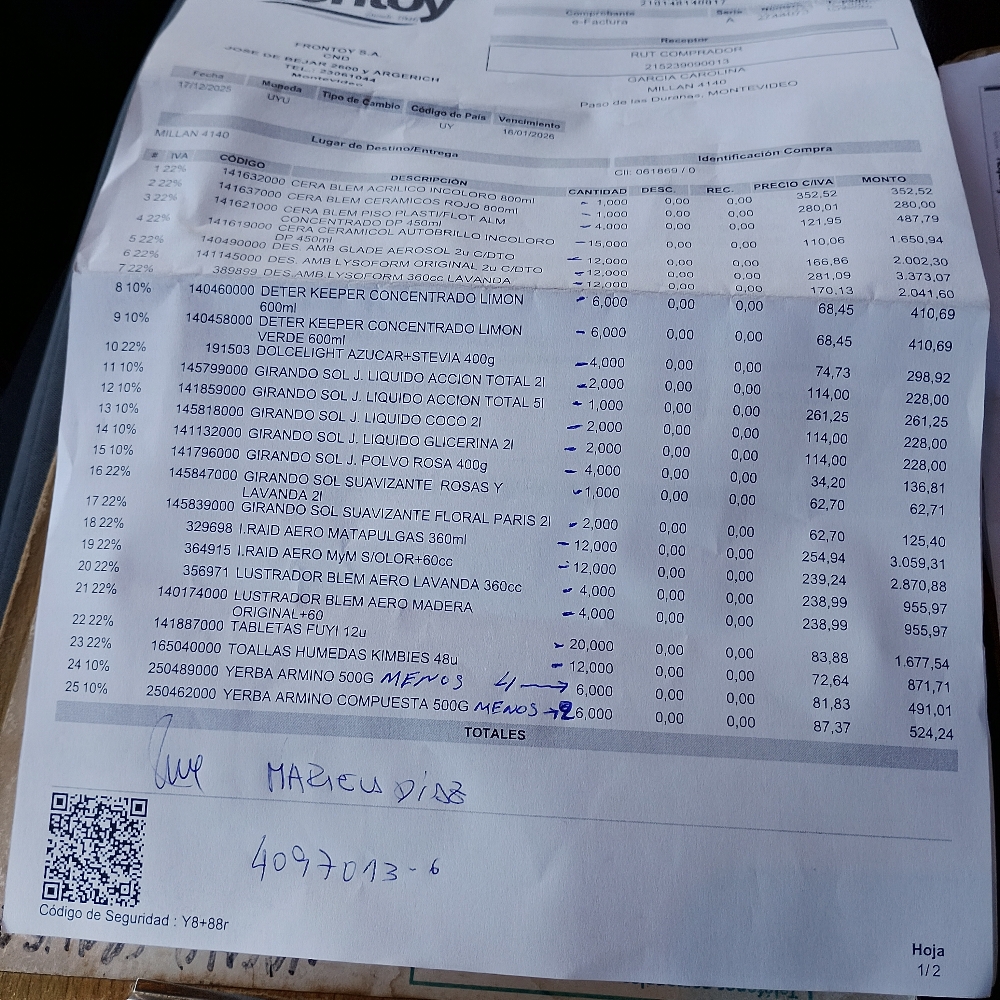 ntoy
210148140017
Comprobante Serie
e-Factura A
Receptor
RUT COMPRADOR
215239090013
GARCIA CAROLINA
MILLAN 4140
Paso de las Duranas, MONTEVIDEO
FRONTOY S.A.
CND
JOSE DE BEJAR 2600 y ARGERICH
TEL.: 23061044
Montevideo
Fecha Moneda Tipo de Cambio Código de País Vencimiento
17/12/2025 UYU UY 16/01/2026
Lugar de Destino/Entrega Identificación Compra
MILLAN 4140 CII: 061869 / 0
# IVA CÓDIGO DESCRIPCIÓN CANTIDAD DESC. REC. PRECIO C/IVA MONTO
1 22% 141632000 CERA BLEM ACRILICO INCOLORO 800ml 1,000 0,00 0,00 352,52 352,52
2 22% 141637000 CERA BLEM CERAMICOS ROJO 800ml 1,000 0,00 0,00 280,01 280,00
3 22% 141621000 CERA BLEM PISO PLASTI/FLOT ALM 4,000 0,00 0,00 121,95 487,79
CONCENTRADO DP 450ml
4 22% 141619000 CERA CERAMICOL AUTOBRILLO INCOLORO 15,000 0,00 0,00 110,06 1.650,94
DP 450ml
5 22% 140490000 DES. AMB GLADE AEROSOL 2u C/DTO 12,000 0,00 0,00 166,86 2.002,30
6 22% 141145000 DES. AMB LYSOFORM ORIGINAL 2u C/DTO 12,000 0,00 0,00 281,09 3.373,07
7 22% 389899 DES.AMB.LYSOFORM 360cc LAVANDA 12,000 0,00 0,00 170,13 2.041,60
8 10% 140460000 DETER KEEPER CONCENTRADO LIMON 6,000 0,00 0,00 68,45 410,69
600ml
9 10% 140458000 DETER KEEPER CONCENTRADO LIMON 6,000 0,00 0,00 68,45 410,69
VERDE 600ml
10 22% 191503 DOLCELIGHT AZUCAR+STEVIA 400g 4,000 0,00 0,00 74,73 298,92
11 10% 145799000 GIRANDO SOL J. LIQUIDO ACCION TOTAL 2l 2,000 0,00 0,00 114,00 228,00
12 10% 141859000 GIRANDO SOL J. LIQUIDO ACCION TOTAL 5l 1,000 0,00 0,00 261,25 261,25
13 10% 145818000 GIRANDO SOL J. LIQUIDO COCO 2l 2,000 0,00 0,00 114,00 228,00
14 10% 141132000 GIRANDO SOL J. LIQUIDO GLICERINA 2l 2,000 0,00 0,00 114,00 228,00
15 10% 141796000 GIRANDO SOL J. POLVO ROSA 400g 4,000 0,00 0,00 34,20 136,81
16 22% 145847000 GIRANDO SOL SUAVIZANTE ROSAS Y 1,000 0,00 0,00 62,70 62,71
LAVANDA 2l
17 22% 145839000 GIRANDO SOL SUAVIZANTE FLORAL PARIS 2l 2,000 0,00 0,00 62,70 125,40
18 22% 329698 I.RAID AERO MATAPULGAS 360ml 12,000 0,00 0,00 254,94 3.059,31
19 22% 364915 I.RAID AERO MyM S/OLOR+60cc 12,000 0,00 0,00 239,24 2.870,88
20 22% 356971 LUSTRADOR BLEM AERO LAVANDA 360cc 4,000 0,00 0,00 238,99 955,97
21 22% 140174000 LUSTRADOR BLEM AERO MADERA 4,000 0,00 0,00 238,99 955,97
ORIGINAL+60
22 22% 141887000 TABLETAS FUYI 12u 20,000 0,00 0,00 83,88 1.677,54
23 22% 165040000 TOALLAS HUMEDAS KIMBIES 48u 12,000 0,00 0,00 72,64 871,71
24 10% 250489000 YERBA ARMINO 500G MENOS 4 → 6,000 0,00 0,00 81,83 491,01
25 10% 250462000 YERBA ARMINO COMPUESTA 500G MENOS → 2 6,000 0,00 0,00 87,37 524,24
TOTALES
MARIELA DÍAZ
4097013-6
Código de Seguridad : Y8+88r
Hoja
1/2